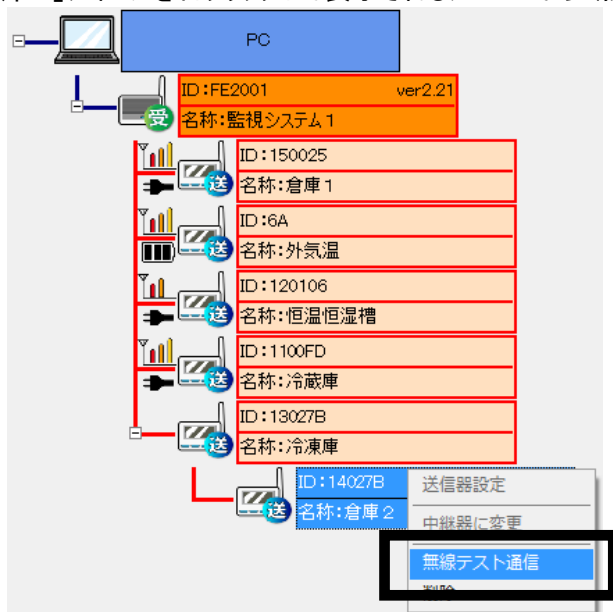 PC
ID:FE2001 ver2.21
受
名称:監視システム1
ID:150025
送
名称:倉庫1
ID:6A
送
名称:外気温
ID:120106
送
名称:恒温恒湿槽
ID:1100FD
送
名称:冷蔵庫
ID:13027B
送
名称:冷凍庫
ID:14027B
送
名称:倉庫2
送信器設定
中継器に変更
無線テスト通信
削除